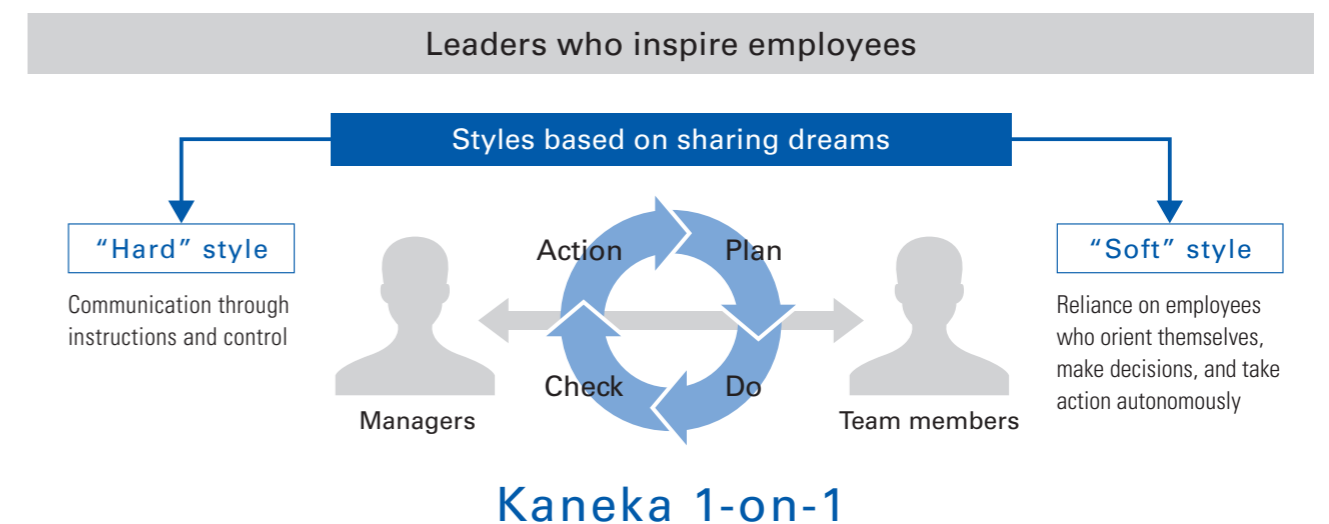 Leaders who inspire employees
Styles based on sharing dreams
“Hard” style
Communication through
instructions and control
Action
Plan
Check
Do
Managers
Team members
“Soft” style
Reliance on employees
who orient themselves,
make decisions, and take
action autonomously
Kaneka 1-on-1